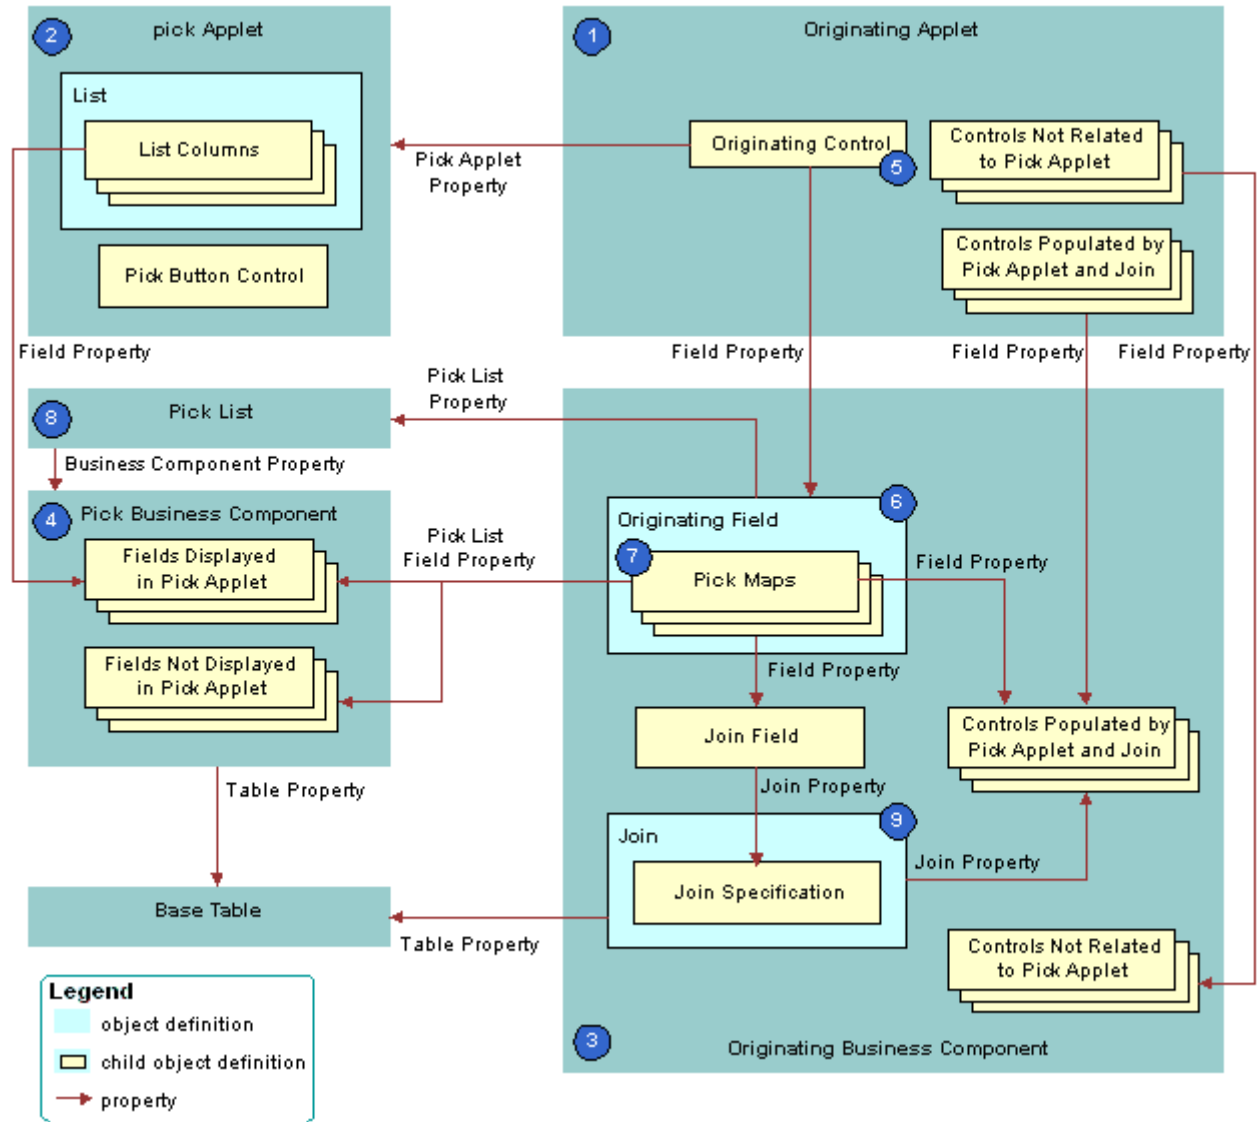 2
pick Applet
List
List Columns
Pick Button Control
1
Originating Applet
Originating Control
5
Controls Not Related
to Pick Applet
Controls Populated by
Pick Applet and Join
Pick Applet
Property
Field Property
Field Property
Field Property
Field Property
8
Pick List
Pick List
Property
Business Component Property
4
Pick Business Component
Fields Displayed
in Pick Applet
Fields Not Displayed
in Pick Applet
Pick List
Field Property
6
Originating Field
7
Pick Maps
Field Property
Field Property
Join Field
Controls Populated by
Pick Applet and Join
Table Property
Join Property
9
Join
Join Specification
Join Property
Base Table
Table Property
Controls Not Related
to Pick Applet
3
Originating Business Component
Legend
object definition
child object definition
property